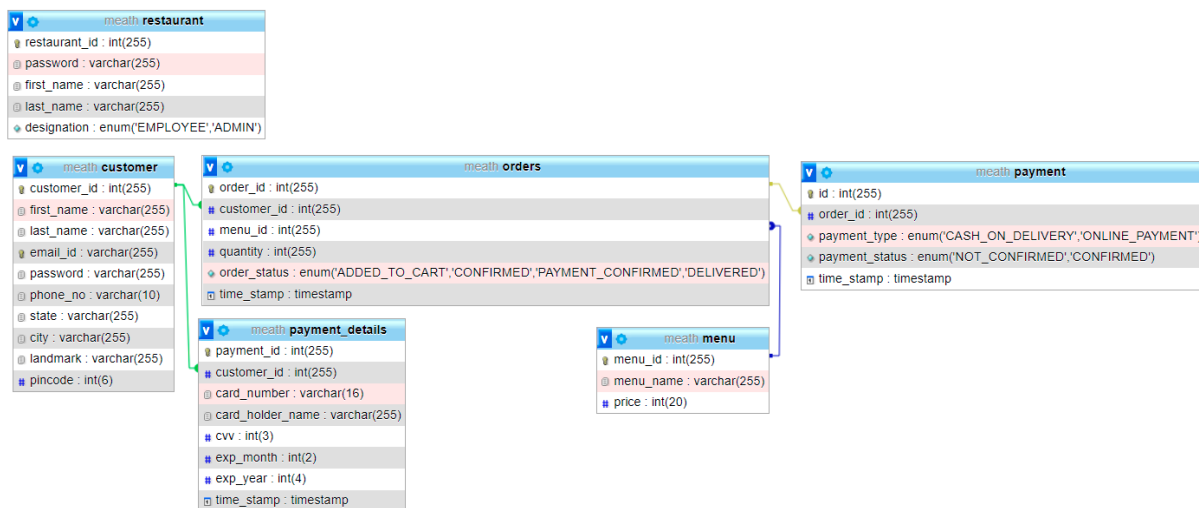 meath restaurant
restaurant_id : int(255)
password : varchar(255)
first_name : varchar(255)
last_name : varchar(255)
designation : enum('EMPLOYEE','ADMIN')
meath customer
customer_id : int(255)
first_name : varchar(255)
last_name : varchar(255)
email_id : varchar(255)
password : varchar(255)
phone_no : varchar(10)
state : varchar(255)
city : varchar(255)
landmark : varchar(255)
pincode : int(6)
meath orders
order_id : int(255)
customer_id : int(255)
menu_id : int(255)
quantity : int(255)
order_status : enum('ADDED_TO_CART','CONFIRMED','PAYMENT_CONFIRMED','DELIVERED')
time_stamp : timestamp
meath payment
id : int(255)
order_id : int(255)
payment_type : enum('CASH_ON_DELIVERY','ONLINE_PAYMENT')
payment_status : enum('NOT_CONFIRMED','CONFIRMED')
time_stamp : timestamp
meath payment_details
payment_id : int(255)
customer_id : int(255)
card_number : varchar(16)
card_holder_name : varchar(255)
cvv : int(3)
exp_month : int(2)
exp_year : int(4)
time_stamp : timestamp
meath menu
menu_id : int(255)
menu_name : varchar(255)
price : int(20)